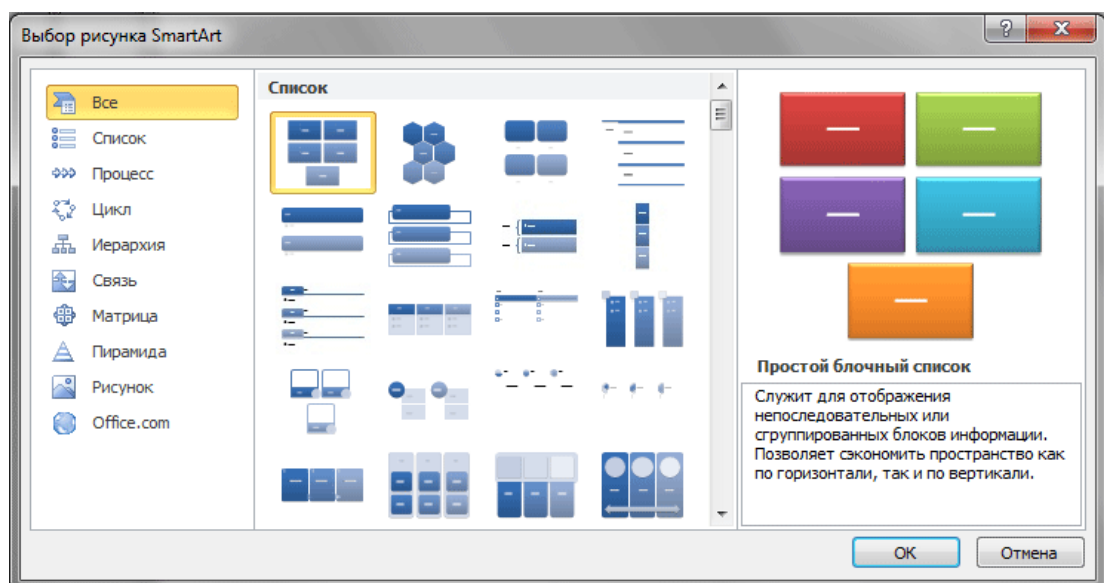 Выбор рисунка SmartArt
Все
Список
Процесс
Цикл
Иерархия
Связь
Матрица
Пирамида
Рисунок
Office.com
Список
Простой блочный список
Служит для отображения
непоследовательных или
сгруппированных блоков информации.
Позволяет сэкономить пространство как
по горизонтали, так и по вертикали.
ОК
Отмена